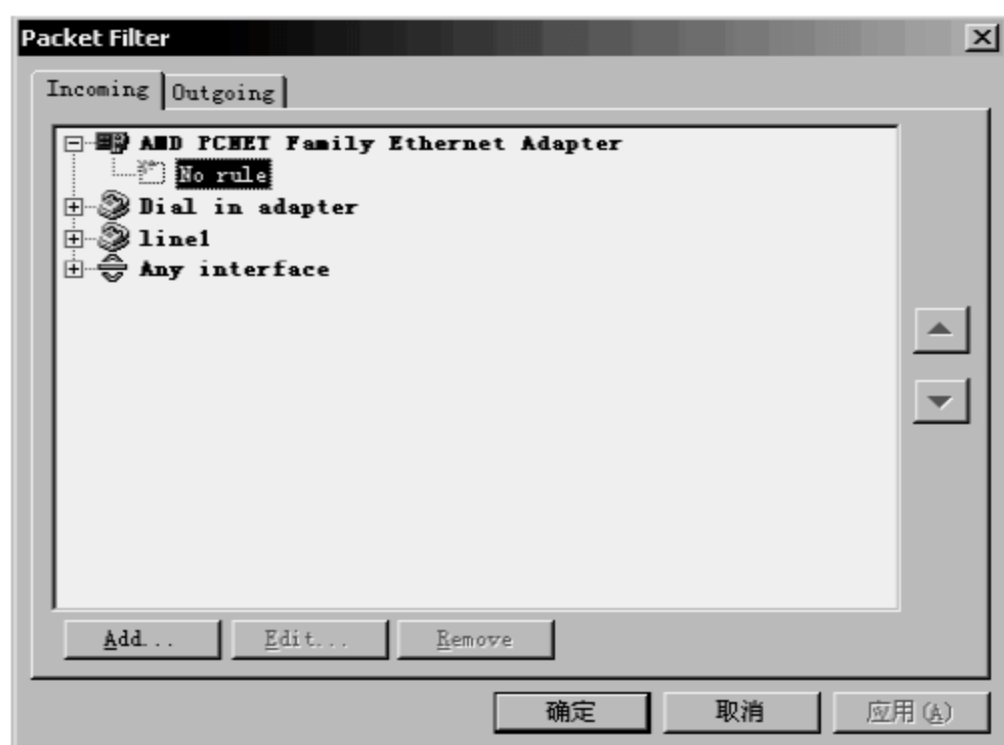 Packet Filter
Incoming Outgoing
AMD PCNET Family Ethernet Adapter
No rule
Dial in adapter
line1
Any interface
Add... Edit... Remove
确定 取消 应用(A)